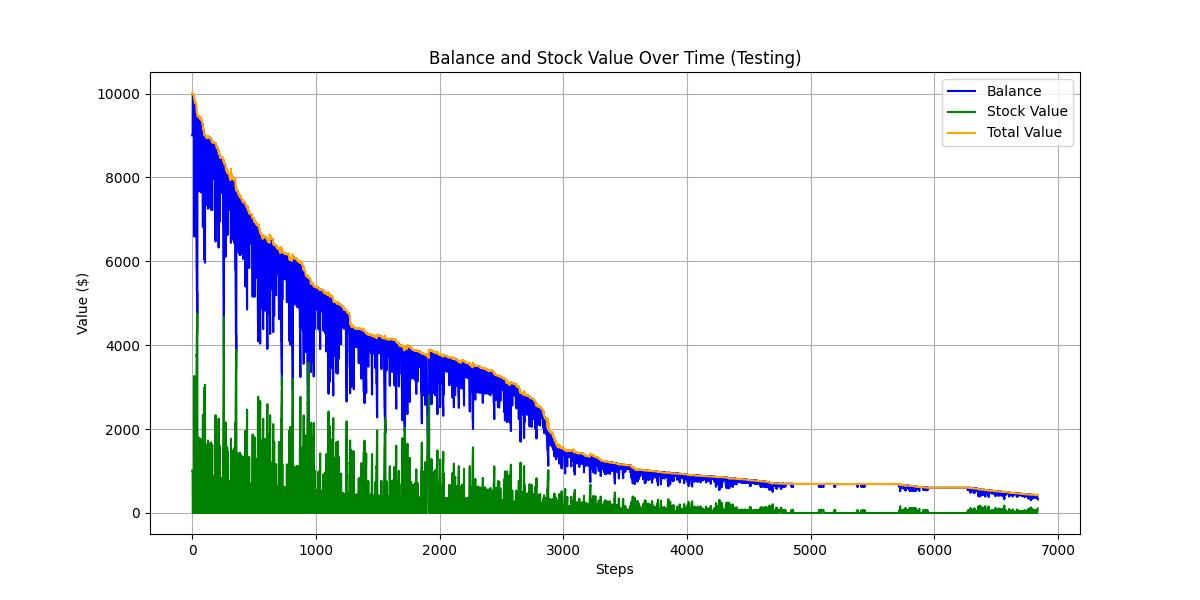 Balance and Stock Value Over Time (Testing)
Balance
Stock Value
Total Value
10000
8000
6000
4000
2000
0
Value ($)
0 1000 2000 3000 4000 5000 6000 7000
Steps